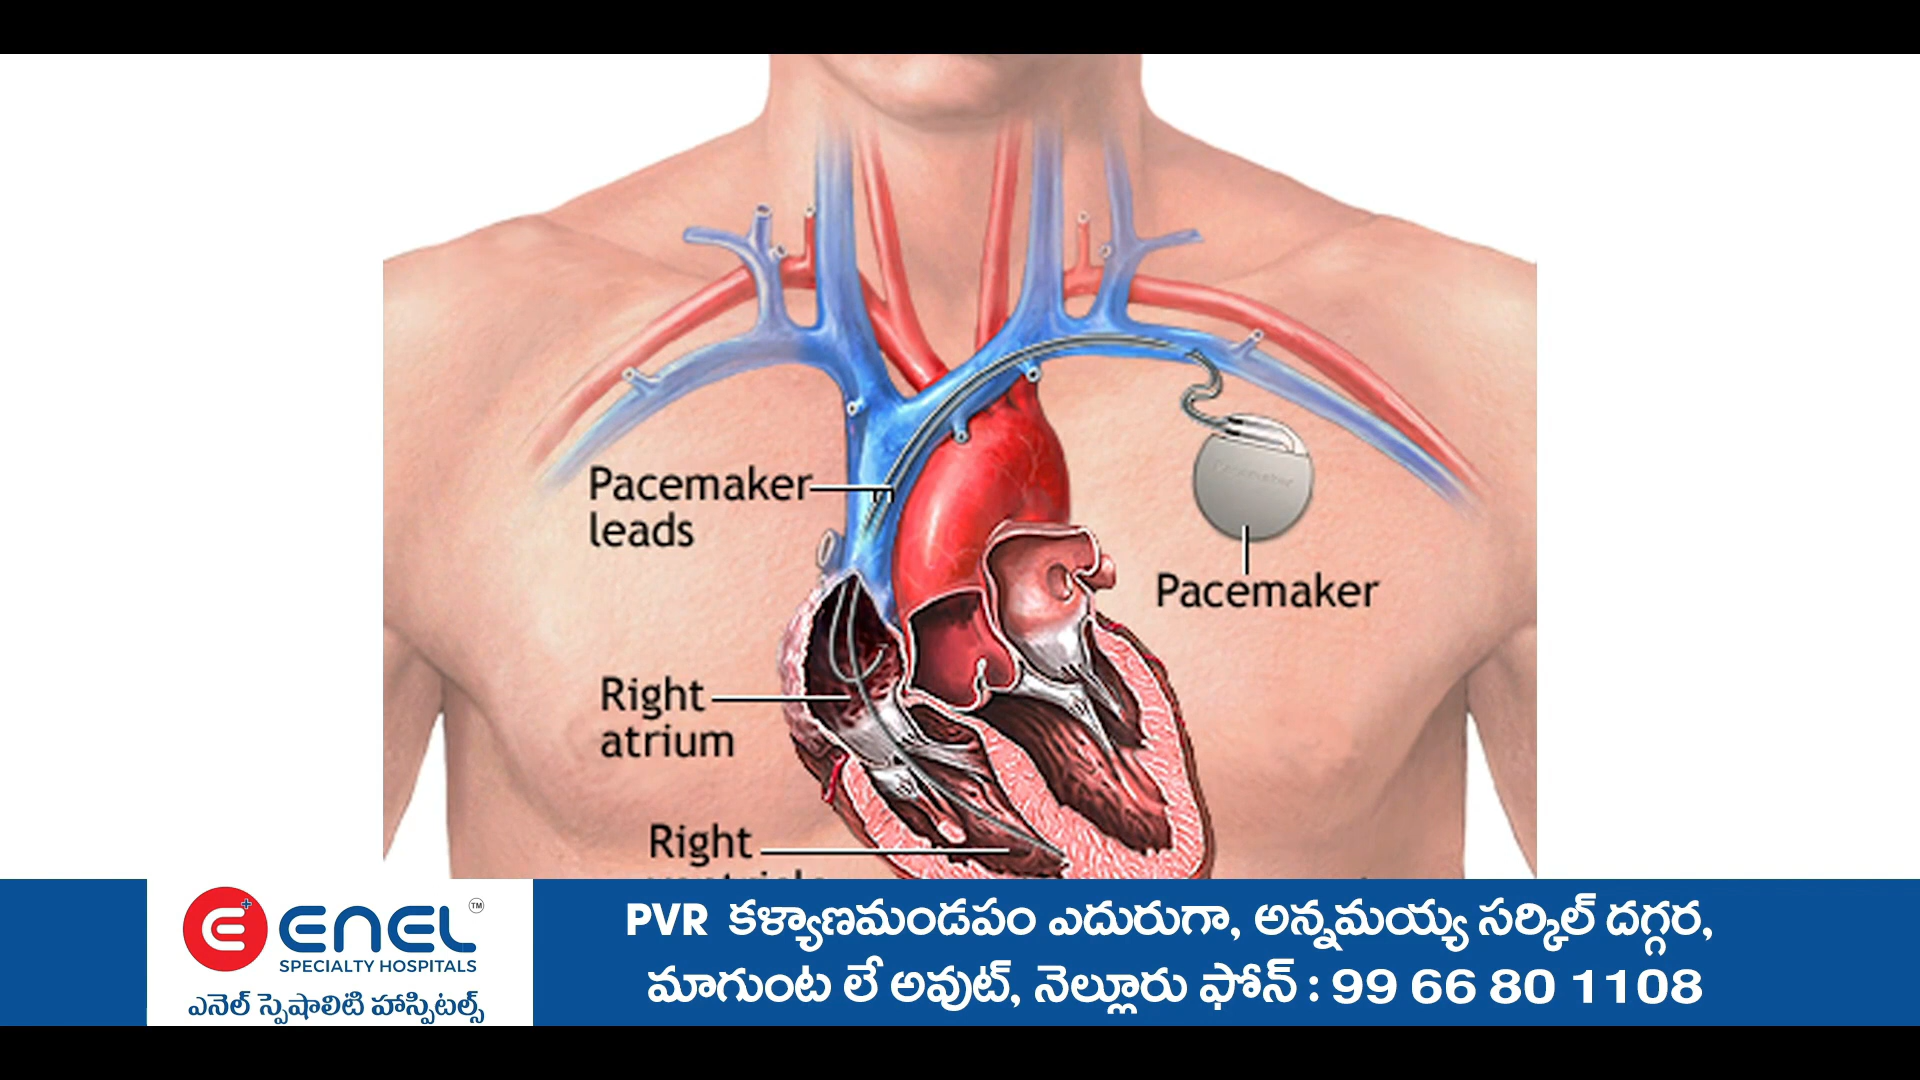 Pacemaker
leads
Pacemaker
Right
atrium
Right
ENEL TM
SPECIALTY HOSPITALS
ఎనెల్ స్పెషాలిటి హాస్పిటల్స్
PVR కళ్యాణమండపం ఎదురుగా, అన్నమయ్య సర్కిల్ దగ్గర,
మాగుంట లే అవుట్, నెల్లూరు ఫోన్ : 99 66 80 1108